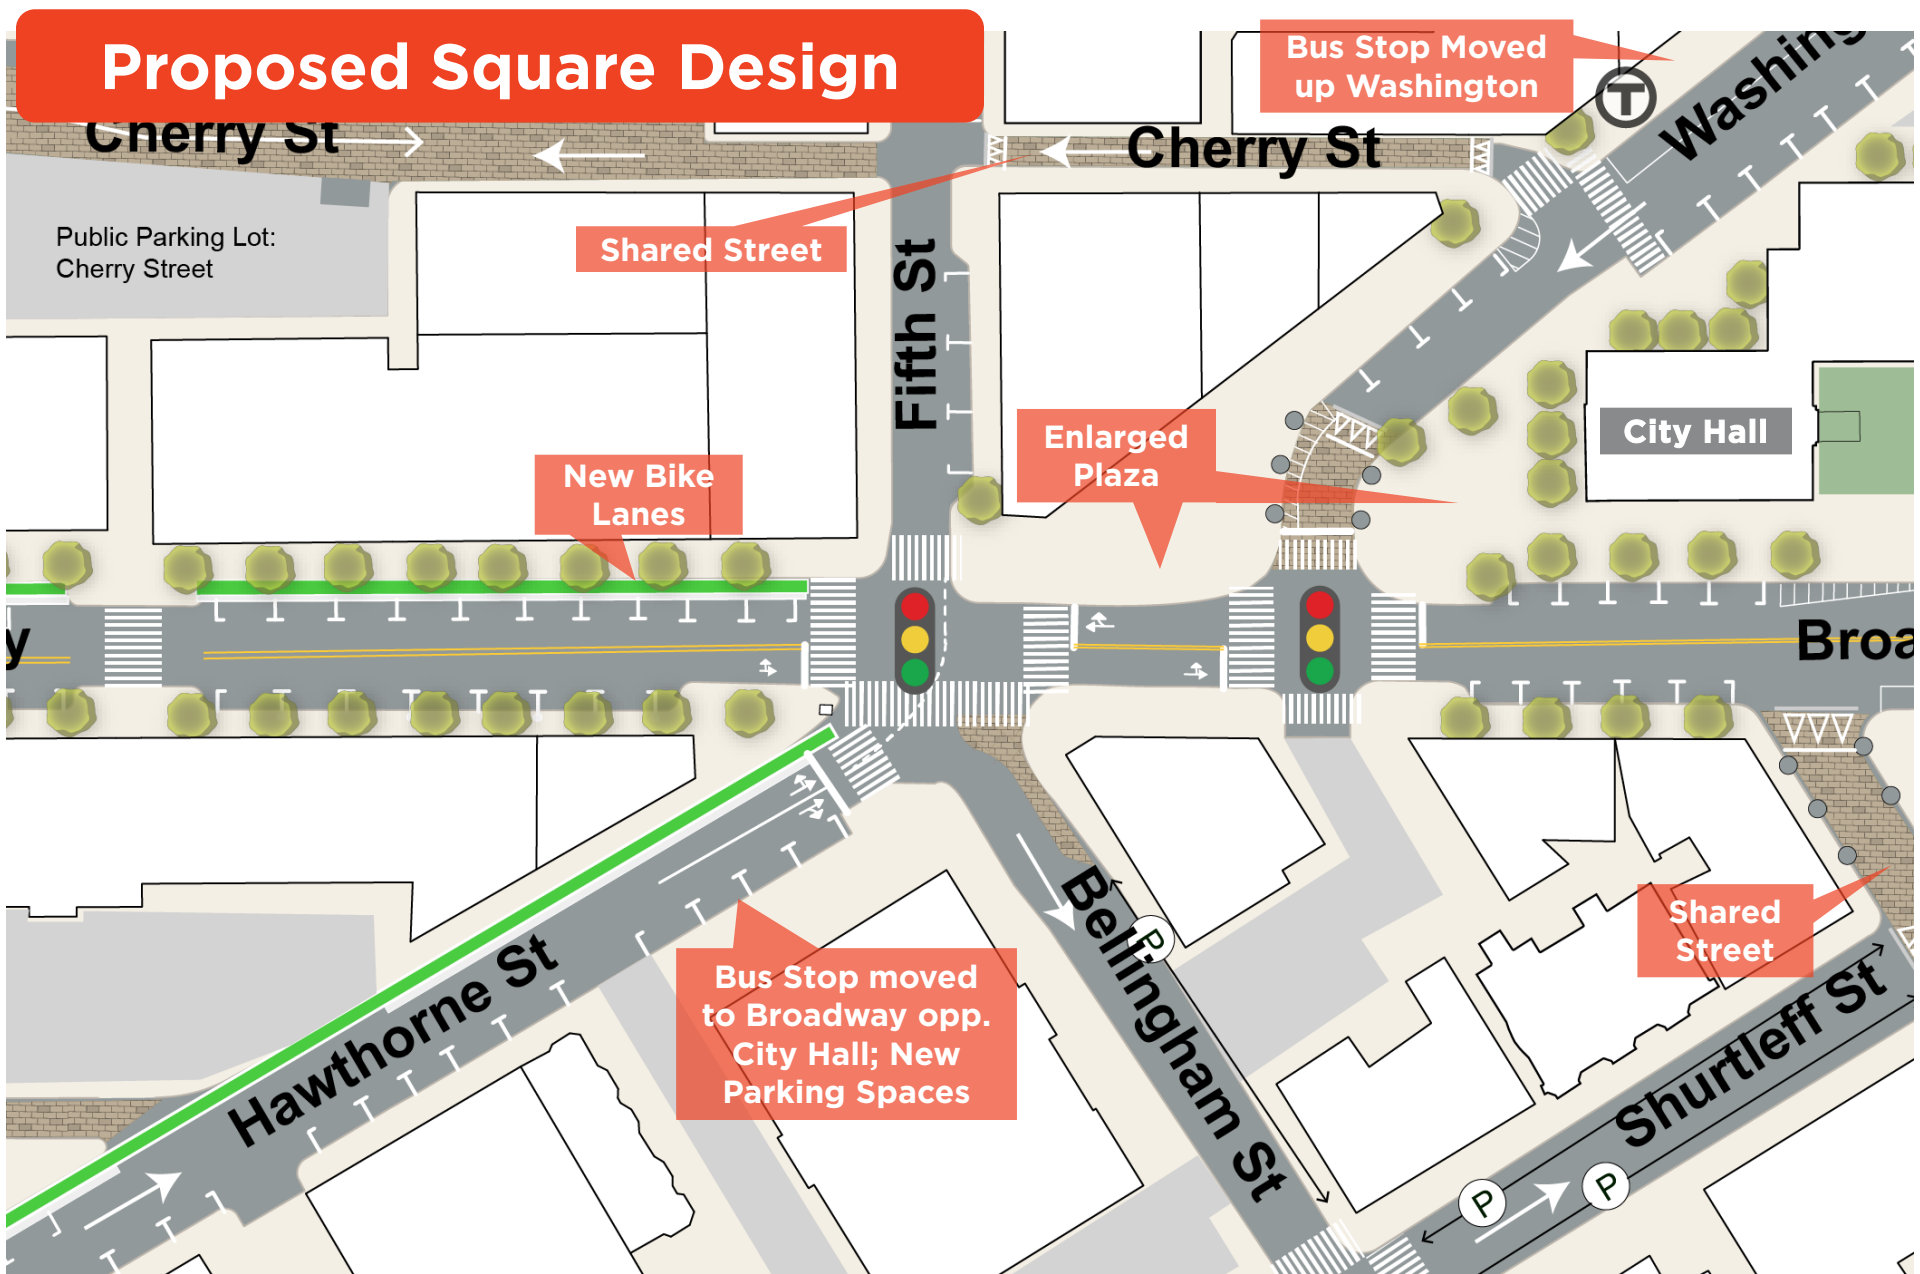 Proposed Square Design
Bus Stop Moved
up Washington
T
Washing
Cherry St
Cherry St
Public Parking Lot:
Cherry Street
Shared Street
Fifth St
Enlarged
Plaza
City Hall
New Bike
Lanes
y
Broa
Bus Stop moved
to Broadway opp.
City Hall; New
Parking Spaces
Hawthorne St
Bellingham St
P
Shared
Street
Shurtleff St
P
P